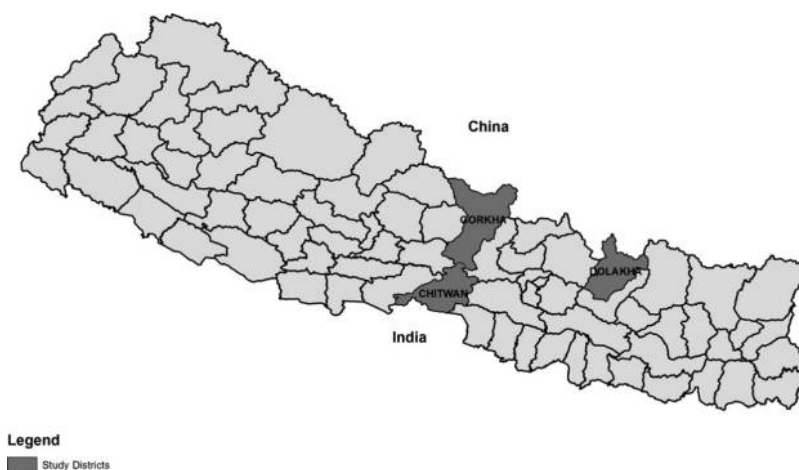 China
GORKHA
DOLAKHA
CHITWAN
India
Legend
Study Districts